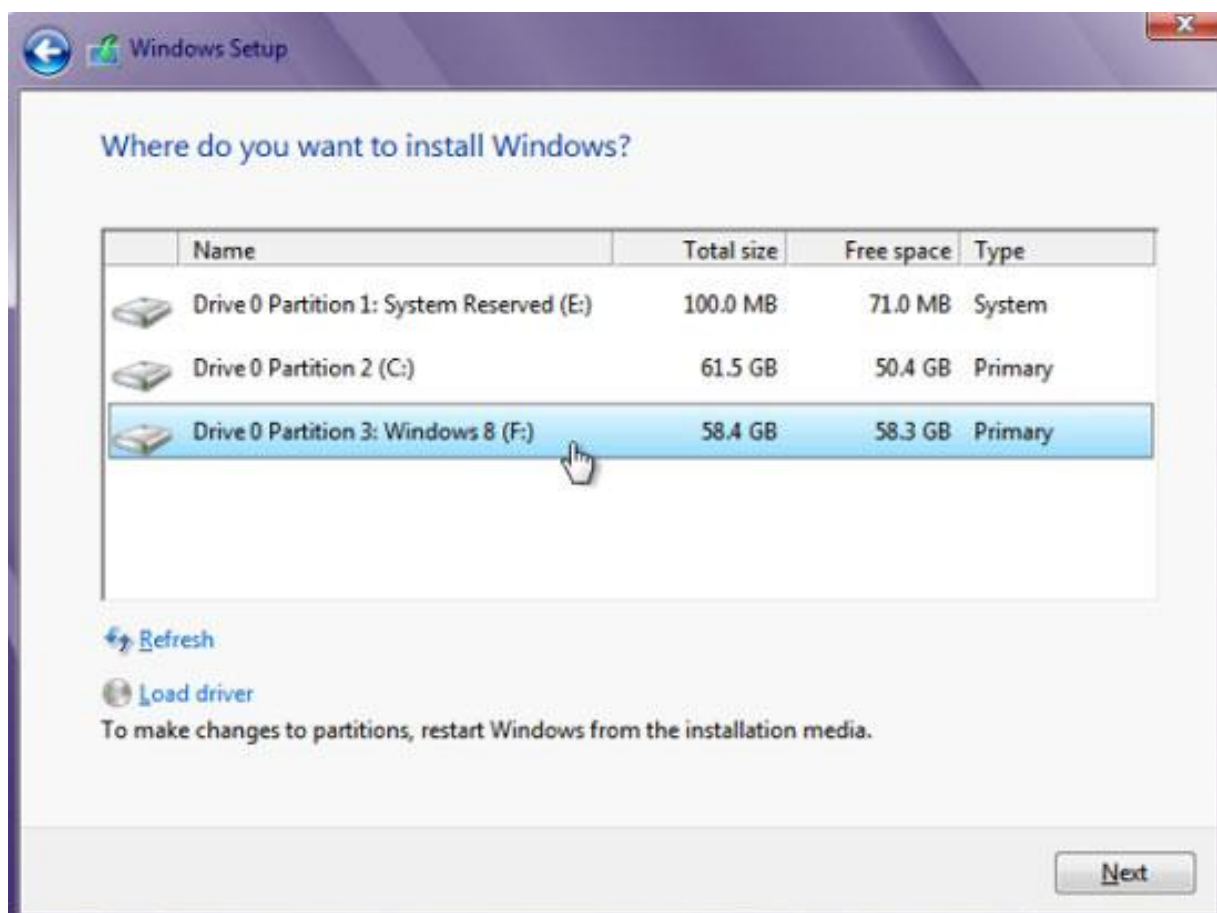 Windows Setup
Where do you want to install Windows?
Name Total size Free space Type
Drive 0 Partition 1: System Reserved (E:) 100.0 MB 71.0 MB System
Drive 0 Partition 2 (C:) 61.5 GB 50.4 GB Primary
Drive 0 Partition 3: Windows 8 (F:) 58.4 GB 58.3 GB Primary
Refresh
Load driver
To make changes to partitions, restart Windows from the installation media.
Next